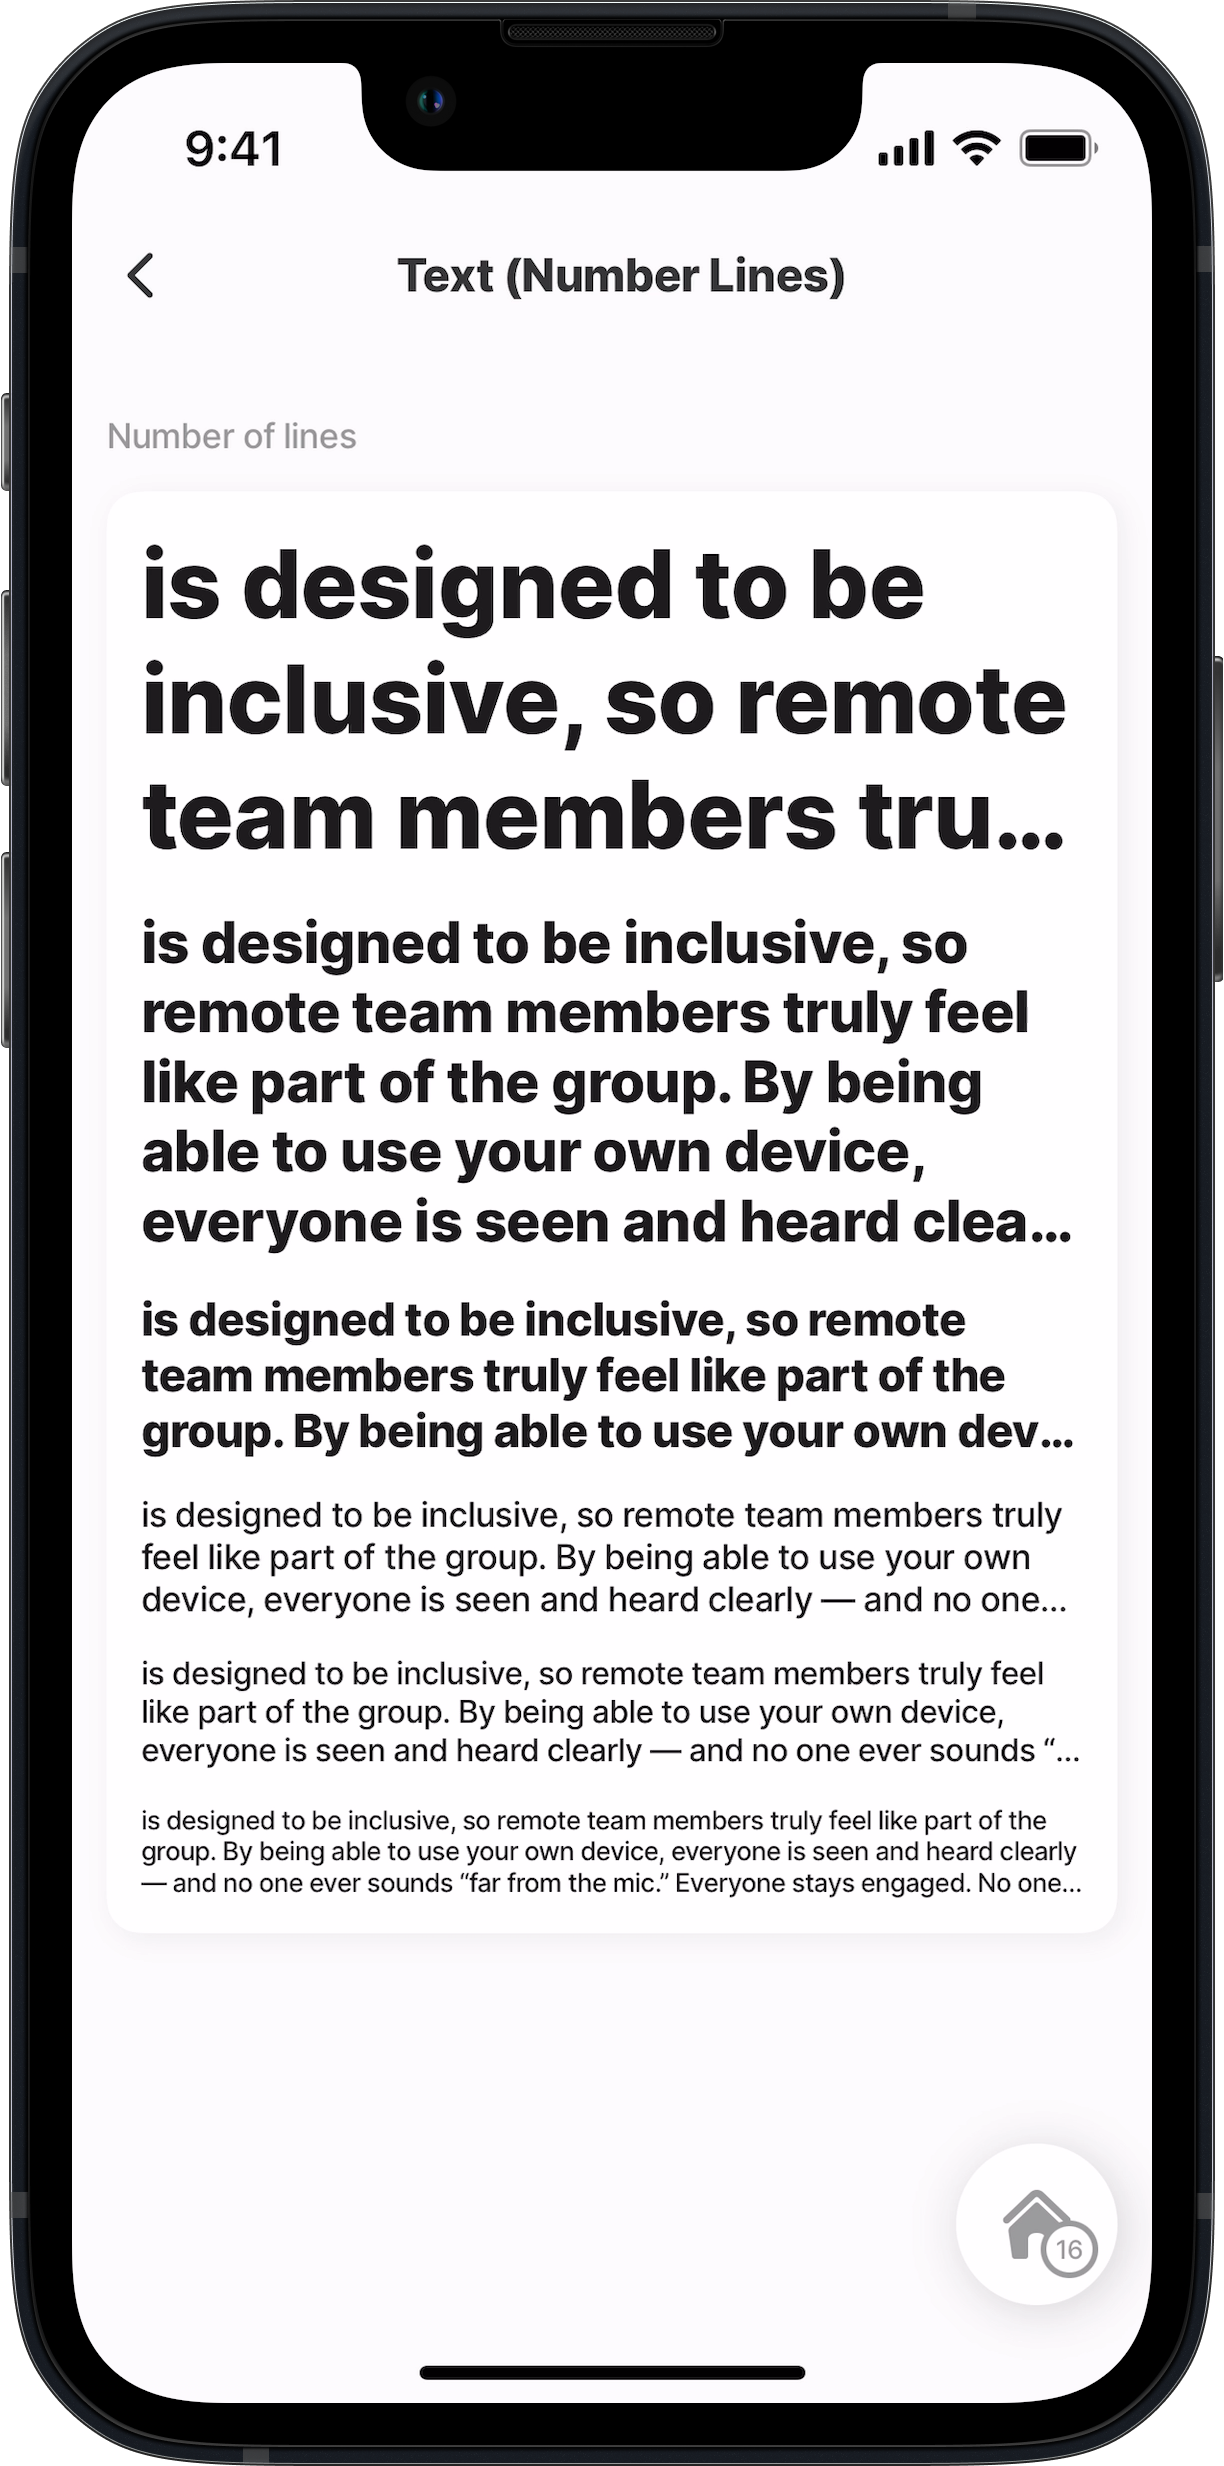 9:41
Text (Number Lines)
Number of lines
is designed to be
inclusive, so remote
team members tru...
is designed to be inclusive, so
remote team members truly feel
like part of the group. By being
able to use your own device,
everyone is seen and heard clea...
is designed to be inclusive, so remote
team members truly feel like part of the
group. By being able to use your own dev...
is designed to be inclusive, so remote team members truly
feel like part of the group. By being able to use your own
device, everyone is seen and heard clearly — and no one...
is designed to be inclusive, so remote team members truly feel
like part of the group. By being able to use your own device,
everyone is seen and heard clearly — and no one ever sounds “...
is designed to be inclusive, so remote team members truly feel like part of the
group. By being able to use your own device, everyone is seen and heard clearly
— and no one ever sounds “far from the mic.” Everyone stays engaged. No one...
16